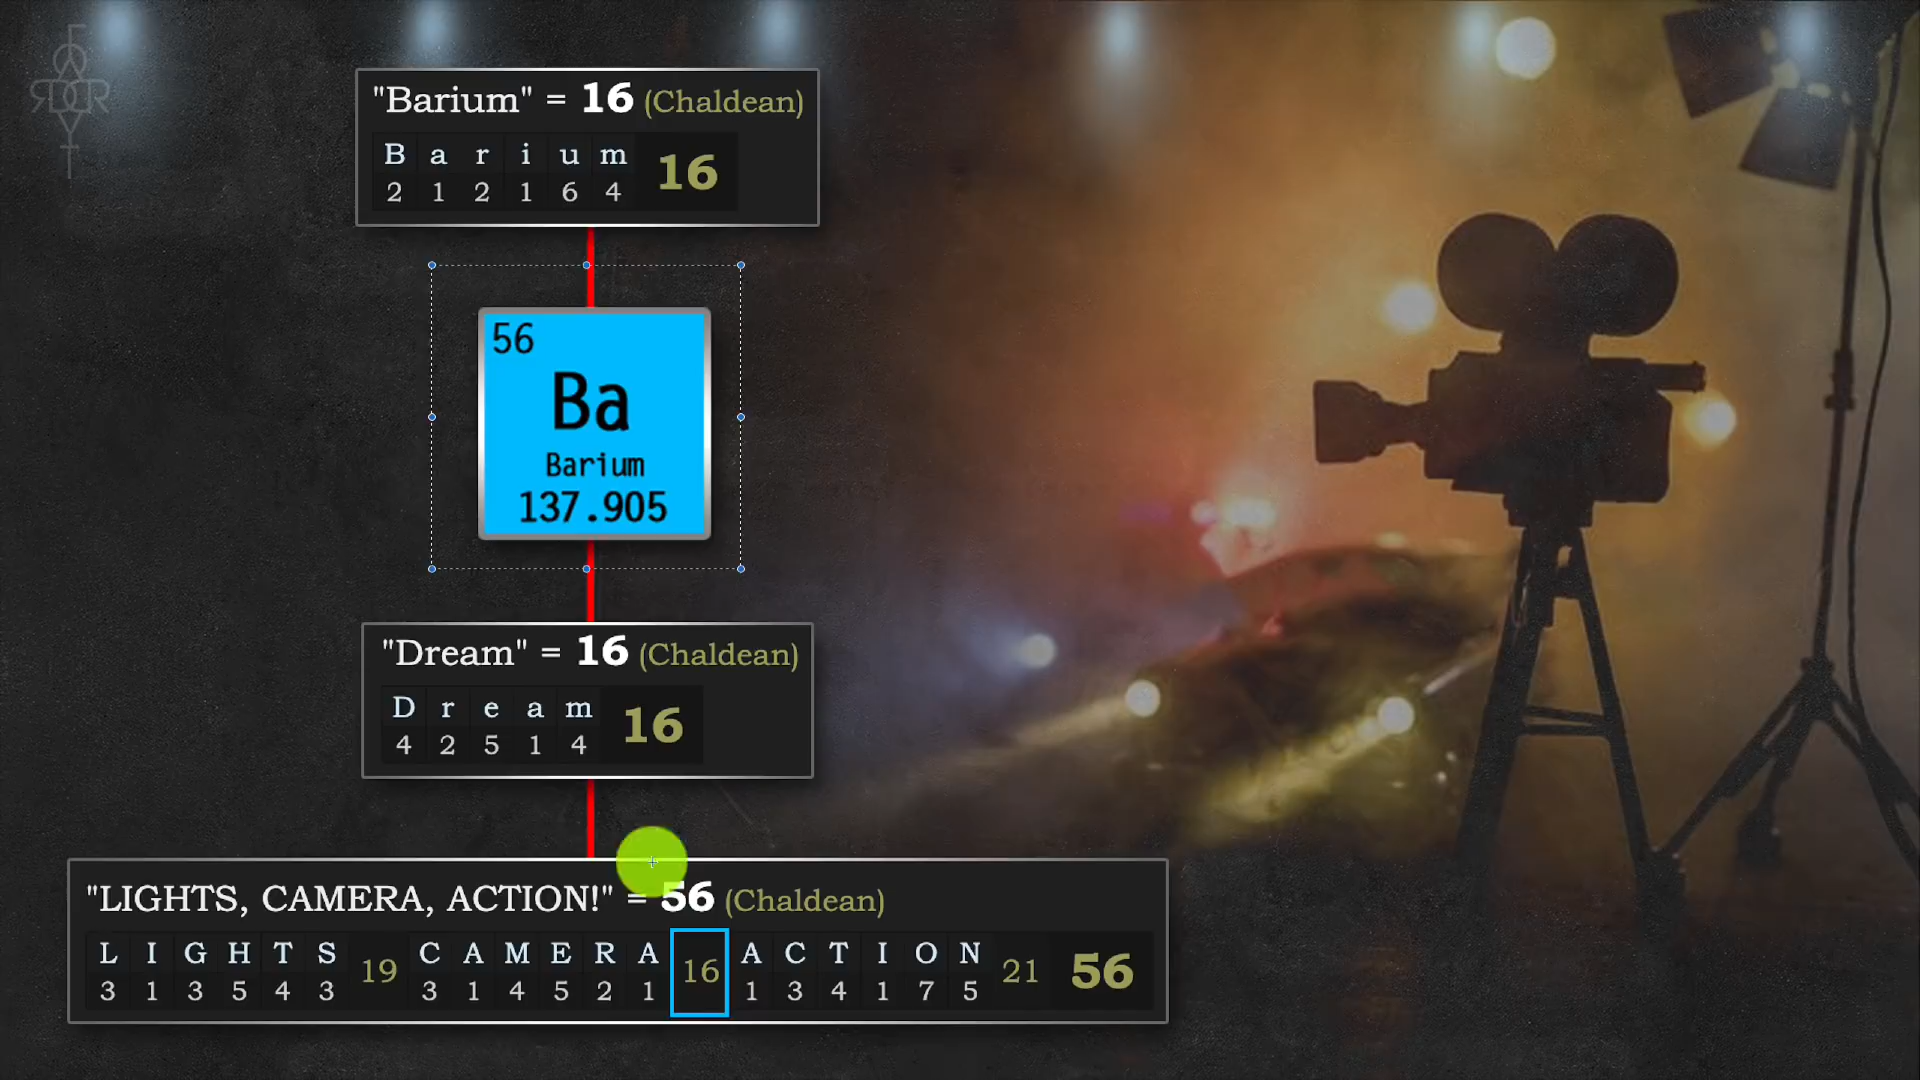 "Barium" = 16 (Chaldean)
B a r i u m 16
2 1 2 1 6 4
56
Ba
Barium
137.905
"Dream" = 16 (Chaldean)
D r e a m 16
4 2 5 1 4
"LIGHTS, CAMERA, ACTION!" = 56 (Chaldean)
L I G H T S 19 C A M E R A 16 A C T I O N 21 56
3 1 3 5 4 3 3 1 4 5 2 1 1 3 4 1 7 5